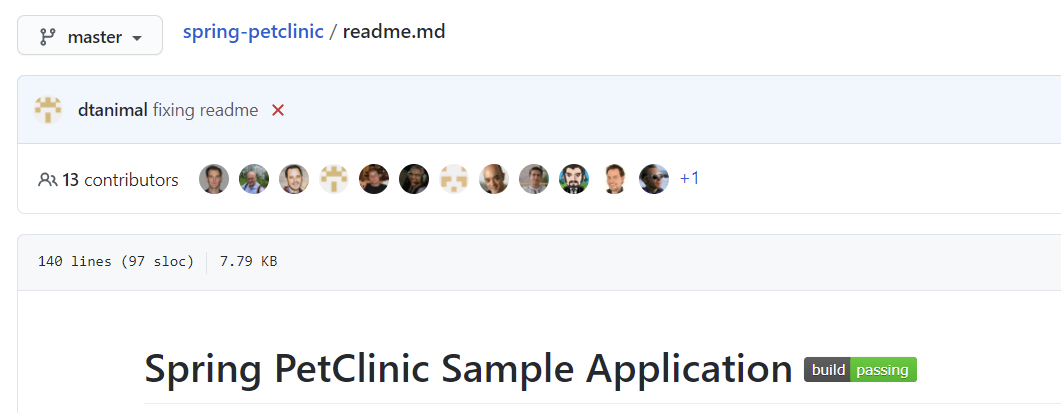 master spring-petclinic / readme.md
dtanimal fixing readme
13 contributors +1
140 lines (97 sloc) 7.79 KB
Spring PetClinic Sample Application build passing